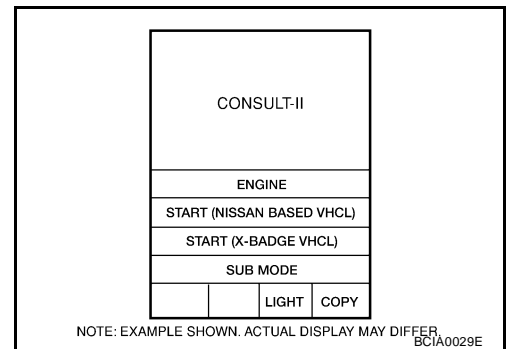 CONSULT-II
ENGINE
START (NISSAN BASED VHCL)
START (X-BADGE VHCL)
SUB MODE
LIGHT COPY
NOTE: EXAMPLE SHOWN. ACTUAL DISPLAY MAY DIFFER.
BCIA0029E